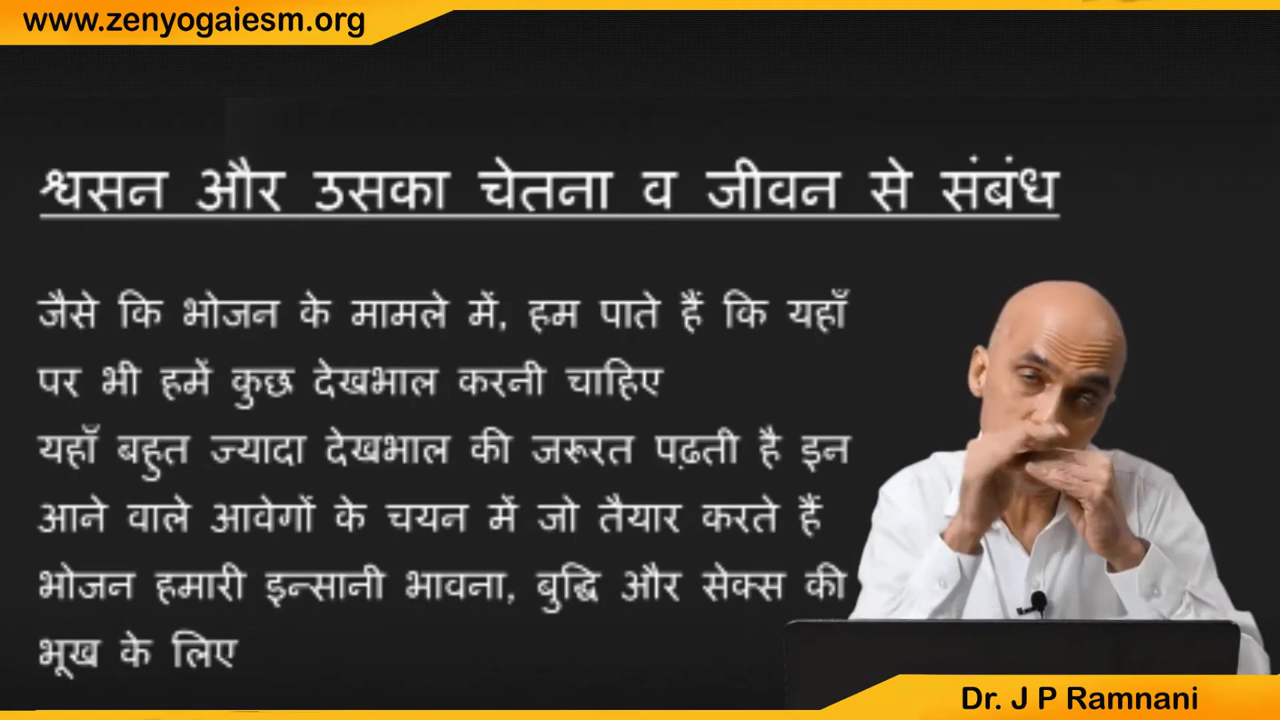 www.zenyogaiesm.org
श्वसन और उसका चेतना व जीवन से संबंध
जैसे कि भोजन के मामले में, हम पाते हैं कि यहाँ
पर भी हमें कुछ देखभाल करनी चाहिए
यहाँ बहुत ज्यादा देखभाल की जरूरत पढ़ती है इन
आने वाले आवेगों के चयन में जो तैयार करते हैं
भोजन हमारी इन्सानी भावना, बुद्धि और सेक्स की
भूख के लिए
Dr. J P Ramnani